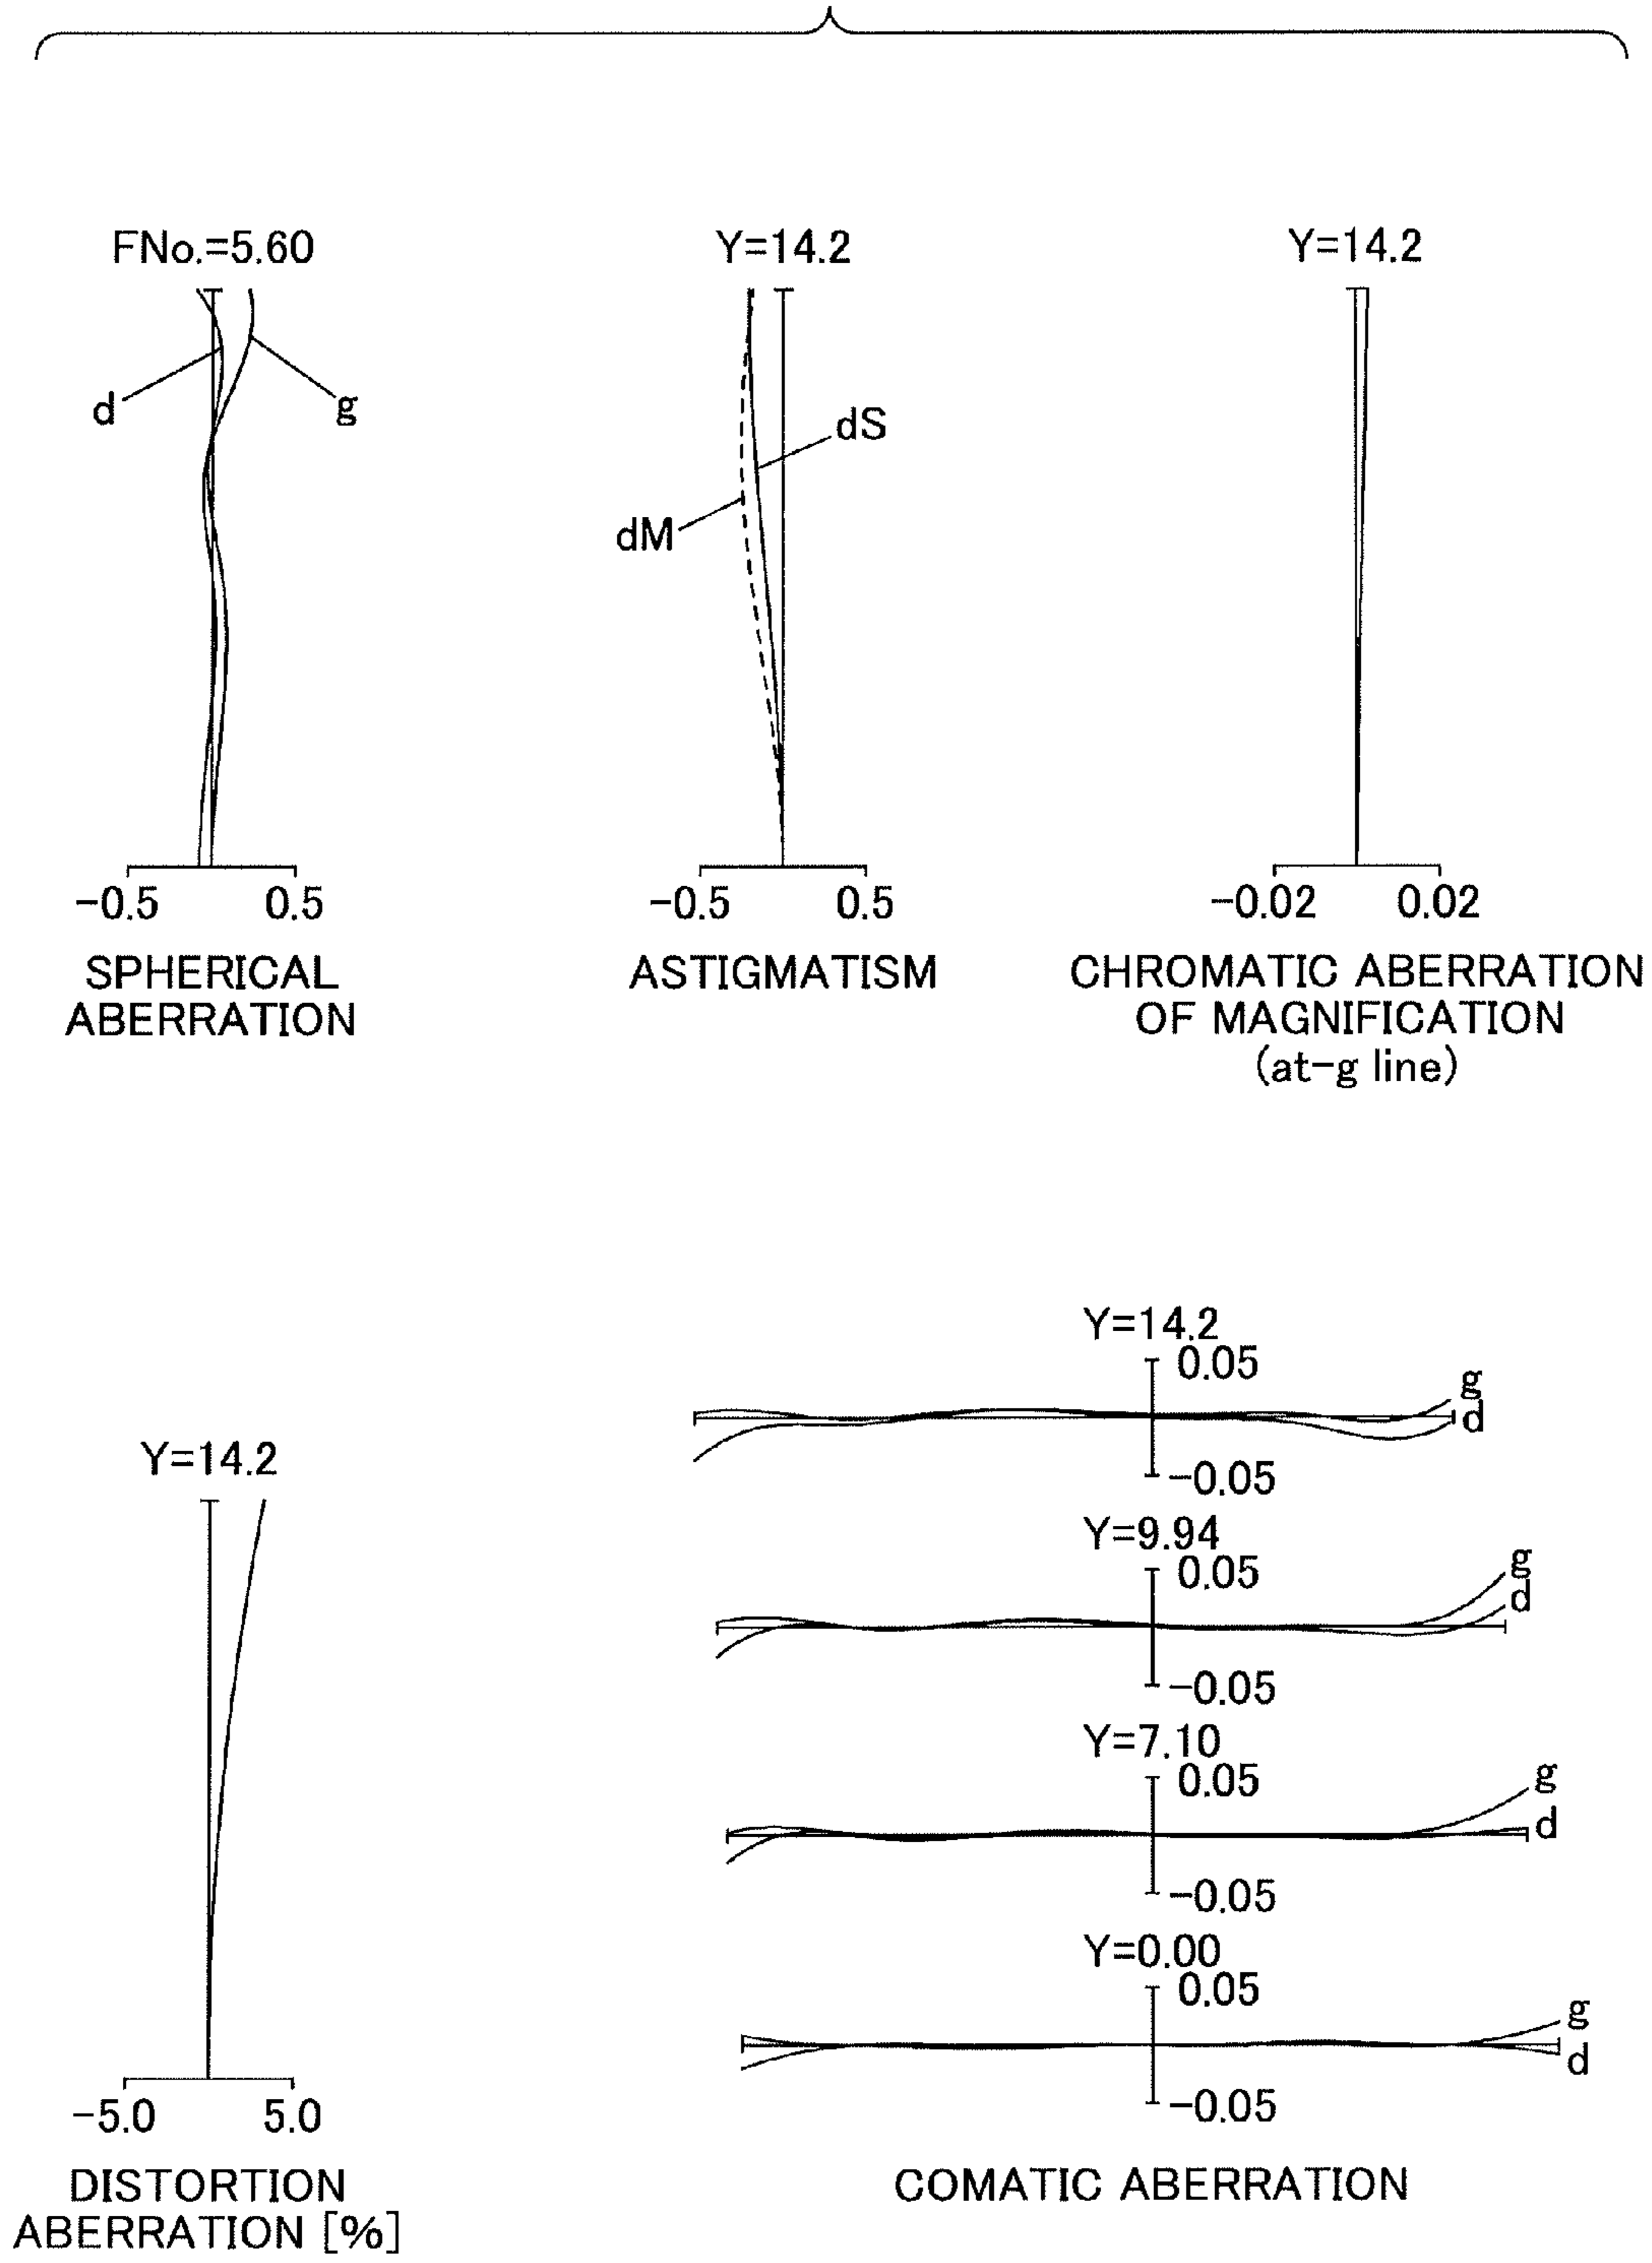 FNo.=5.60
d
g
-0.5
0.5
SPHERICAL
ABERRATION
Y=14.2
dS
dM
-0.5
0.5
ASTIGMATISM
Y=14.2
-0.02
0.02
CHROMATIC ABERRATION
OF MAGNIFICATION
(at-g line)
Y=14.2
-5.0
5.0
DISTORTION
ABERRATION [%]
Y=14.2
0.05
g
d
-0.05
Y=9.94
0.05
g
d
-0.05
Y=7.10
0.05
g
d
-0.05
Y=0.00
0.05
g
d
-0.05
COMATIC ABERRATION